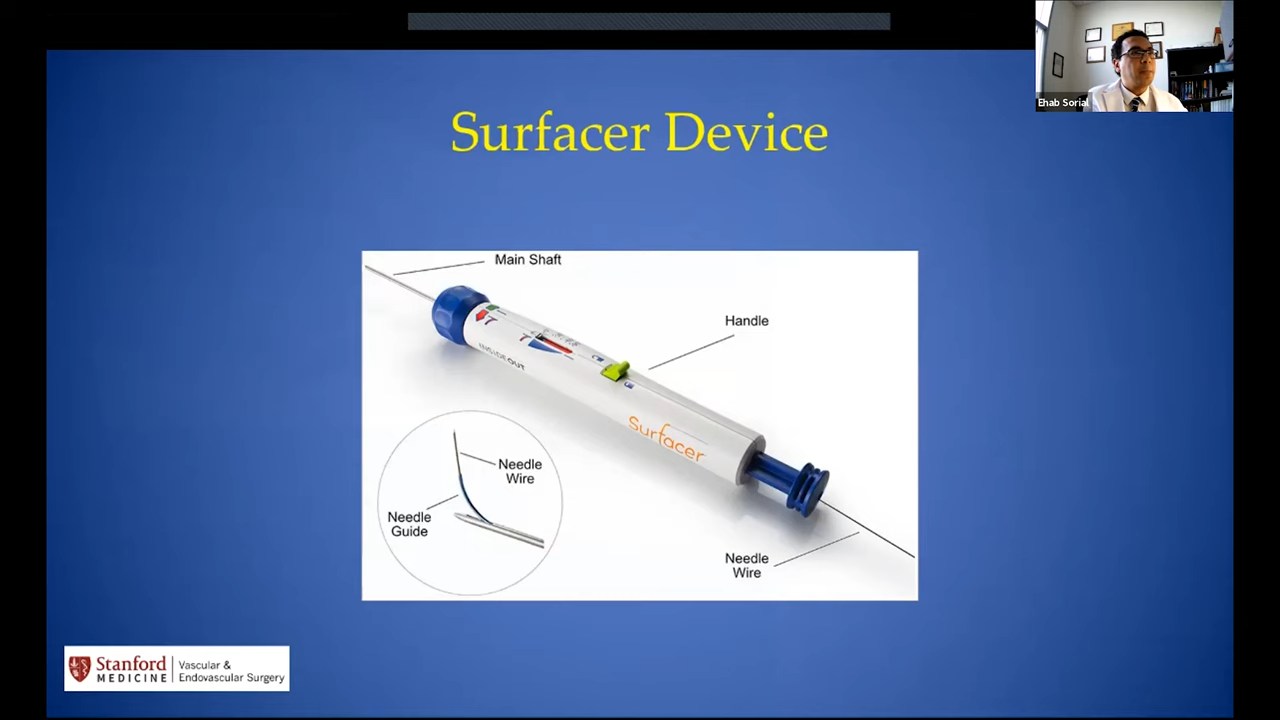 Ehab Sorial
Surfacer Device
Main Shaft
Handle
INSIDEOUT
Surfacer
Needle
Wire
Needle
Guide
Needle
Wire
Stanford
MEDICINE
Vascular &
Endovascular Surgery